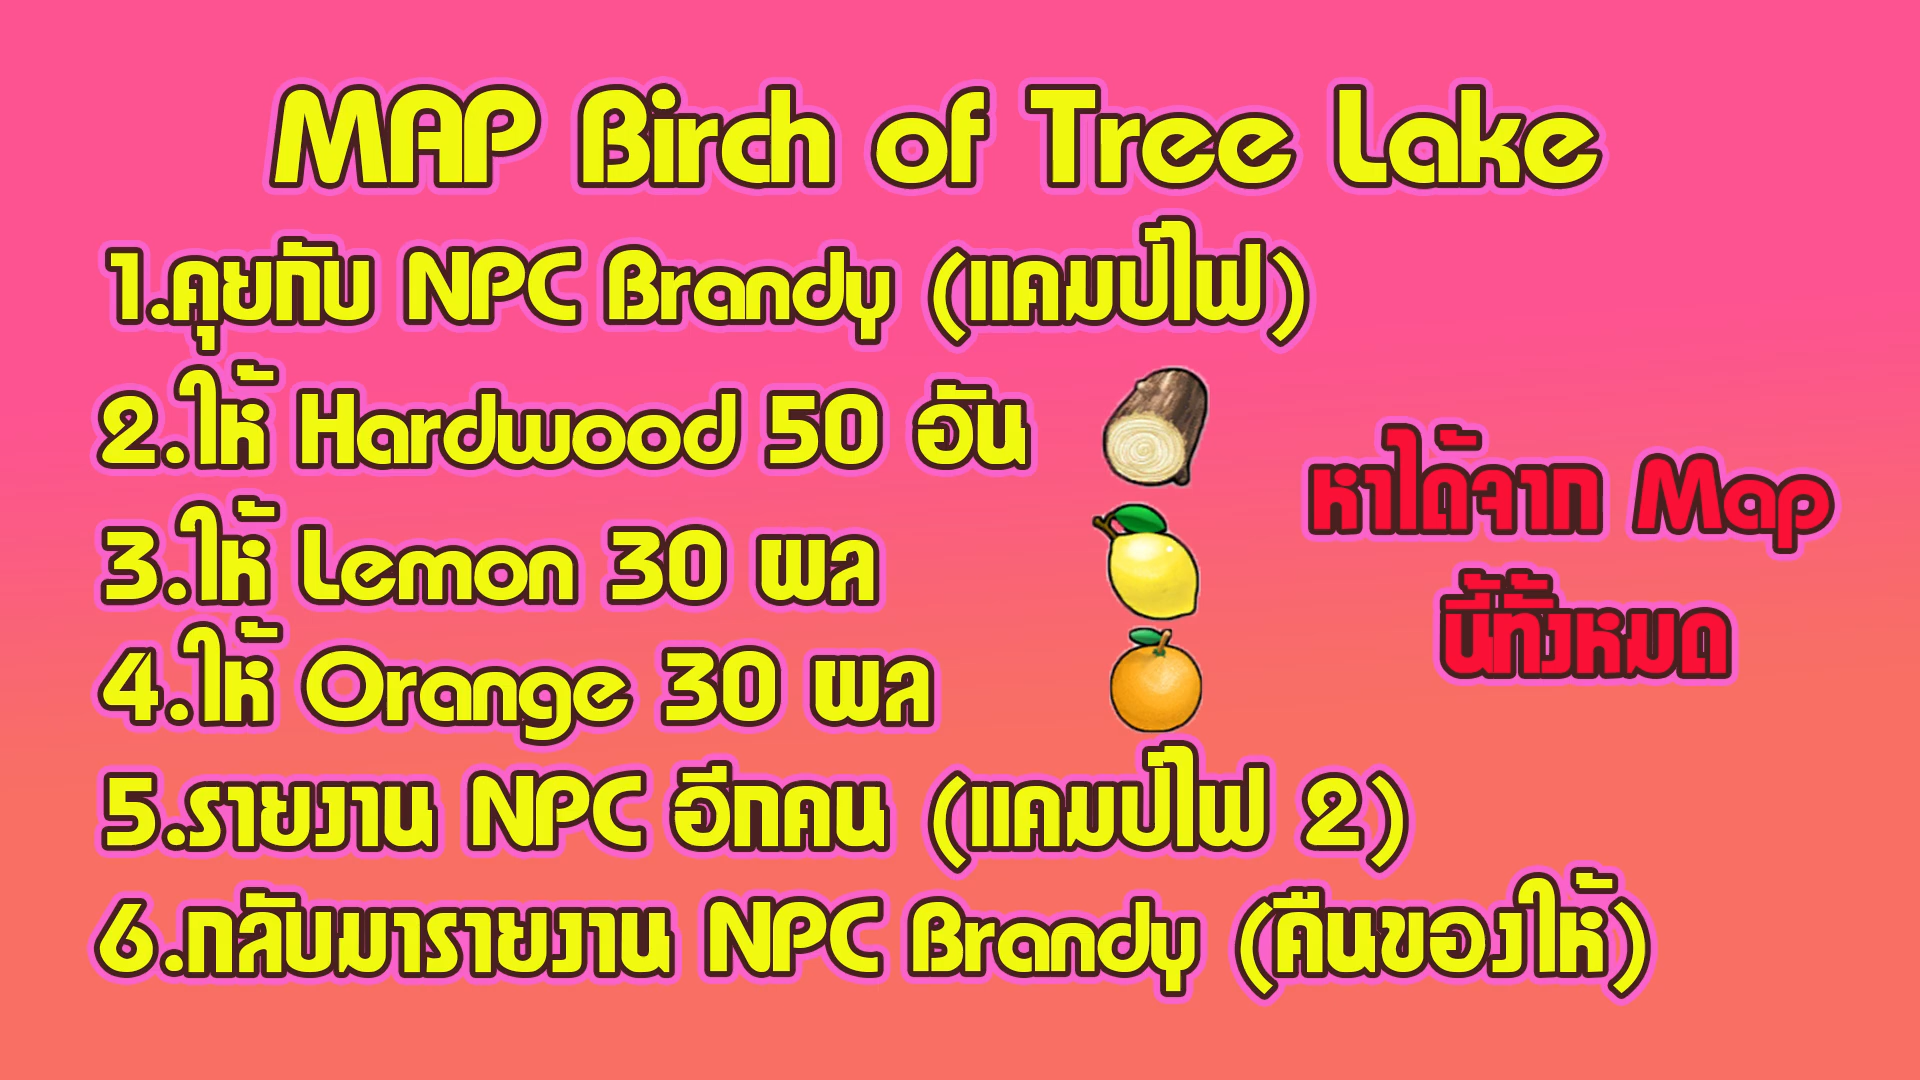 MAP Birch of Tree Lake
1.คุยกับ NPC Brandy (แคมป์ไฟ)
2.ให้ Hardwood 50 อัน
3.ให้ Lemon 30 ผล
4.ให้ Orange 30 ผล
5.รายงาน NPC อีกคน (แคมป์ไฟ 2)
6.กลับมารายงาน NPC Brandy (คืนของให้)
หาได้จาก Map
นี้ทั้งหมด